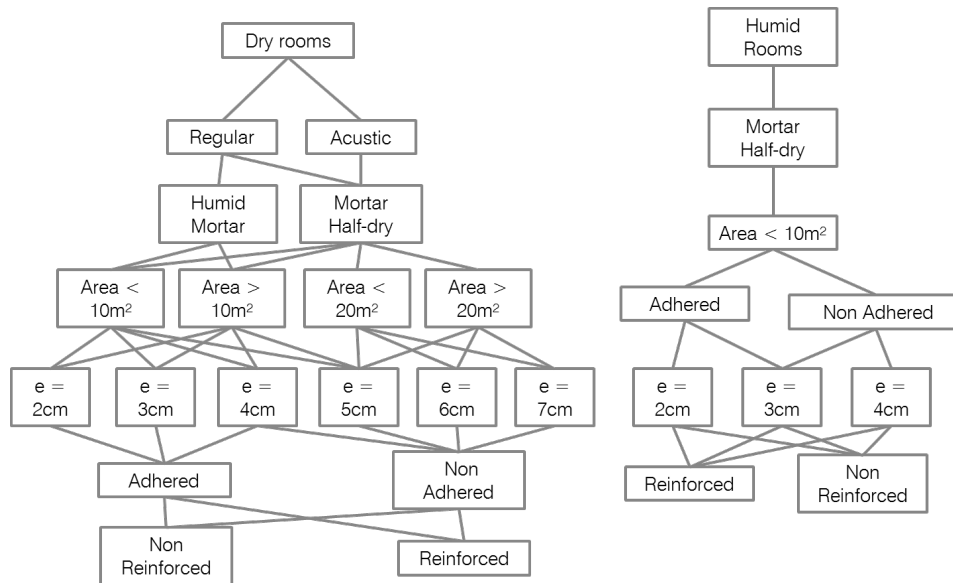 Dry rooms
Regular
Acustic
Humid
Mortar
Mortar
Half-dry
Area <
10m²
Area >
10m²
Area <
20m²
Area >
20m²
e =
2cm
e =
3cm
e =
4cm
e =
5cm
e =
6cm
e =
7cm
Adhered
Non
Adhered
Non
Reinforced
Reinforced
Humid
Rooms
Mortar
Half-dry
Area < 10m²
Adhered
Non Adhered
e =
2cm
e =
3cm
e =
4cm
Reinforced
Non
Reinforced